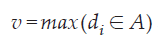 v = max(dᵢ ∈ A)